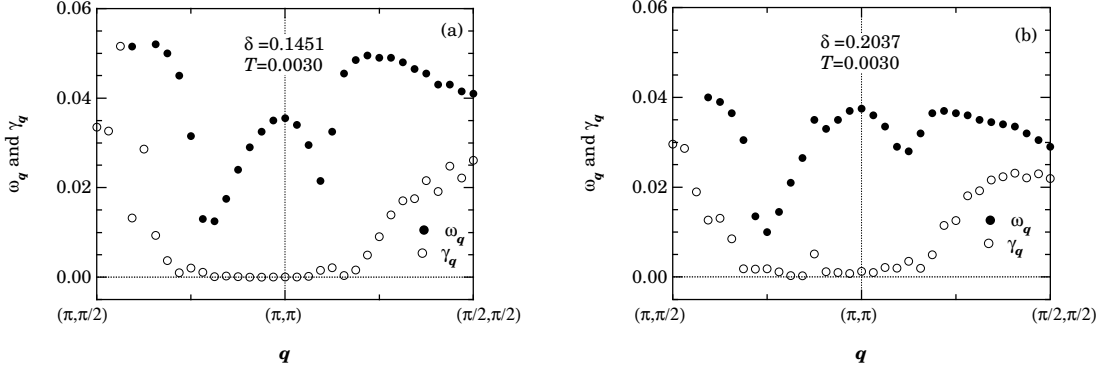 (a)
δ =0.1451
T=0.0030
0.06
0.04
0.02
0.00
ω_q and γ_q
ω_q
γ_q
(π,π/2)
(π,π)
(π/2,π/2)
q
(b)
δ =0.2037
T=0.0030
0.06
0.04
0.02
0.00
ω_q and γ_q
ω_q
γ_q
(π,π/2)
(π,π)
(π/2,π/2)
q